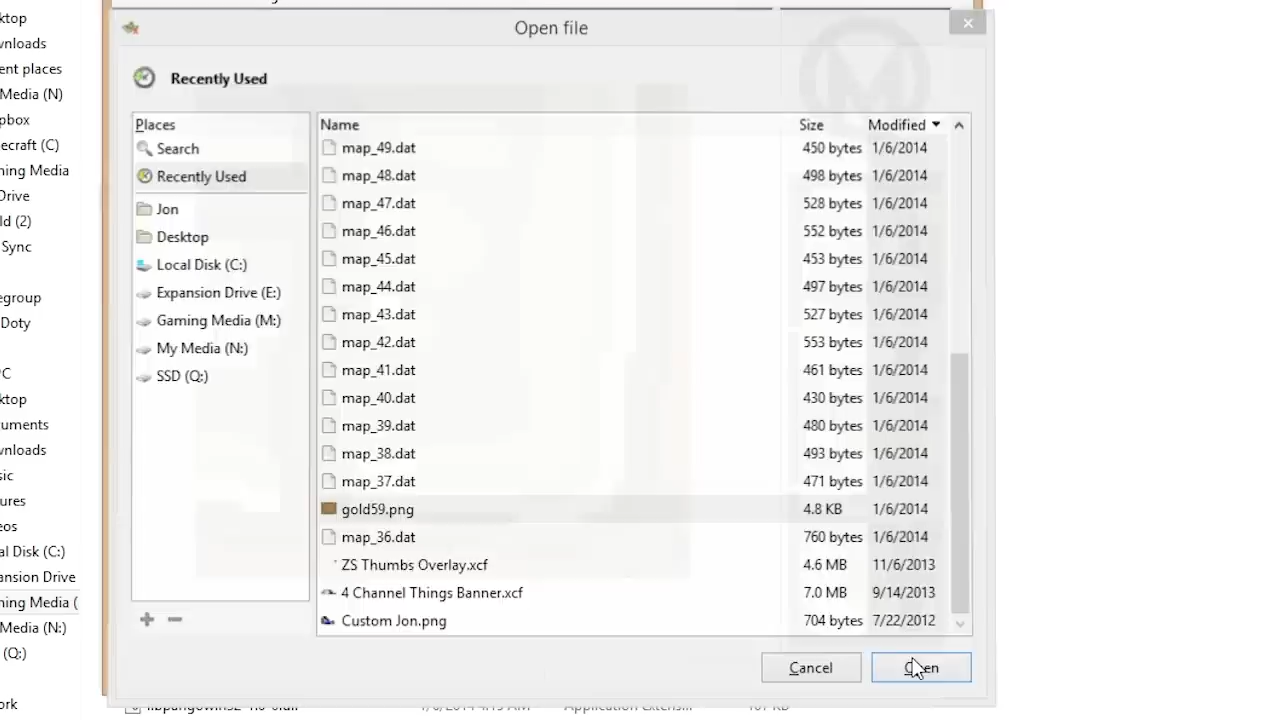 ktop
Open file
wnloads
ent places
Recently Used
Media (N)
pbox
Places
Name
Size
Modified
ecraft (C)
Search
map_49.dat
450 bytes
1/6/2014
ning Media
Recently Used
map_48.dat
498 bytes
1/6/2014
Drive
Jon
map_47.dat
528 bytes
1/6/2014
ld (2)
Desktop
map_46.dat
552 bytes
1/6/2014
Sync
Local Disk (C:)
map_45.dat
453 bytes
1/6/2014
egroup
Expansion Drive (E:)
map_44.dat
497 bytes
1/6/2014
Doty
Gaming Media (M:)
map_43.dat
527 bytes
1/6/2014
My Media (N:)
map_42.dat
553 bytes
1/6/2014
PC
SSD (Q:)
map_41.dat
461 bytes
1/6/2014
ktop
map_40.dat
430 bytes
1/6/2014
uments
map_39.dat
480 bytes
1/6/2014
wnloads
map_38.dat
493 bytes
1/6/2014
sic
map_37.dat
471 bytes
1/6/2014
ures
gold59.png
4.8 KB
1/6/2014
eos
map_36.dat
760 bytes
1/6/2014
al Disk (C:)
ZS Thumbs Overlay.xcf
4.6 MB
11/6/2013
ansion Drive
4 Channel Things Banner.xcf
7.0 MB
9/14/2013
ning Media (
Custom Jon.png
704 bytes
7/22/2012
Media (N:)
(Q:)
Cancel
Open
ork